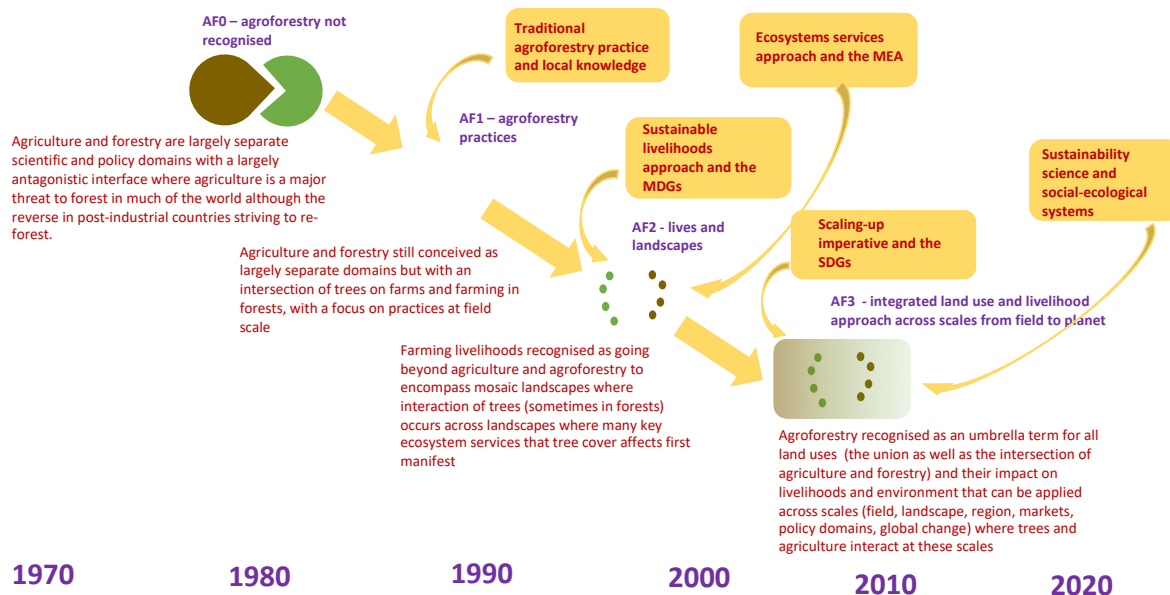 AF0 – agroforestry not
recognised
Traditional
agroforestry practice
and local knowledge
Ecosystems services
approach and the MEA
AF1 – agroforestry
practices
Agriculture and forestry are largely separate
scientific and policy domains with a largely
antagonistic interface where agriculture is a major
threat to forest in much of the world although the
reverse in post-industrial countries striving to re-
forest.
Sustainable
livelihoods
approach and the
MDGs
Sustainability
science and
social-ecological
systems
AF2 - lives and
landscapes
Scaling-up
imperative and the
SDGs
Agriculture and forestry still conceived as
largely separate domains but with an
intersection of trees on farms and farming in
forests, with a focus on practices at field
scale
AF3 - integrated land use and livelihood
approach across scales from field to planet
Farming livelihoods recognised as going
beyond agriculture and agroforestry to
encompass mosaic landscapes where
interaction of trees (sometimes in forests)
occurs across landscapes where many key
ecosystem services that tree cover affects first
manifest
Agroforestry recognised as an umbrella term for all
land uses (the union as well as the intersection of
agriculture and forestry) and their impact on
livelihoods and environment that can be applied
across scales (field, landscape, region, markets,
policy domains, global change) where trees and
agriculture interact at these scales
1970
1980
1990
2000
2010
2020